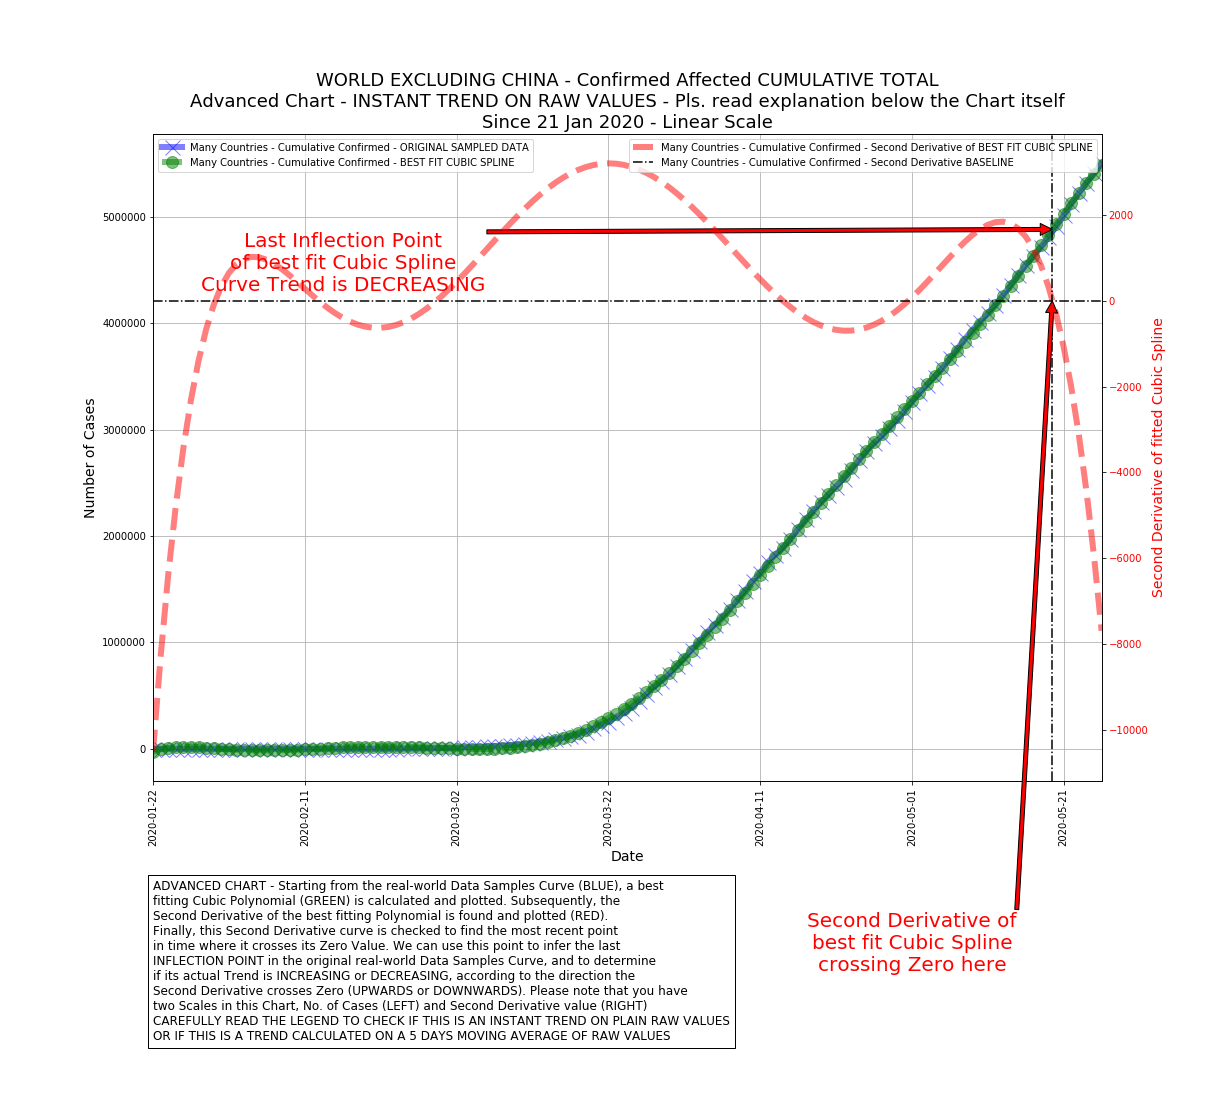 WORLD EXCLUDING CHINA - Confirmed Affected CUMULATIVE TOTAL
Advanced Chart - INSTANT TREND ON RAW VALUES - Pls. read explanation below the Chart itself
Since 21 Jan 2020 - Linear Scale
Many Countries - Cumulative Confirmed - ORIGINAL SAMPLED DATA
Many Countries - Cumulative Confirmed - BEST FIT CUBIC SPLINE
Many Countries - Cumulative Confirmed - Second Derivative of BEST FIT CUBIC SPLINE
Many Countries - Cumulative Confirmed - Second Derivative BASELINE
Last Inflection Point
of best fit Cubic Spline
Curve Trend is DECREASING
Number of Cases
5000000
4000000
3000000
2000000
1000000
0
2000
0
−2000
−4000
−6000
−8000
−10000
Second Derivative of fitted Cubic Spline
2020-01-22
2020-02-11
2020-03-02
2020-03-22
2020-04-11
2020-05-01
2020-05-21
Date
ADVANCED CHART - Starting from the real-world Data Samples Curve (BLUE), a best
fitting Cubic Polynomial (GREEN) is calculated and plotted. Subsequently, the
Second Derivative of the best fitting Polynomial is found and plotted (RED).
Finally, this Second Derivative curve is checked to find the most recent point
in time where it crosses its Zero Value. We can use this point to infer the last
INFLECTION POINT in the original real-world Data Samples Curve, and to determine
if its actual Trend is INCREASING or DECREASING, according to the direction the
Second Derivative crosses Zero (UPWARDS or DOWNWARDS). Please note that you have
two Scales in this Chart, No. of Cases (LEFT) and Second Derivative value (RIGHT)
CAREFULLY READ THE LEGEND TO CHECK IF THIS IS AN INSTANT TREND ON PLAIN RAW VALUES
OR IF THIS IS A TREND CALCULATED ON A 5 DAYS MOVING AVERAGE OF RAW VALUES
Second Derivative of
best fit Cubic Spline
crossing Zero here